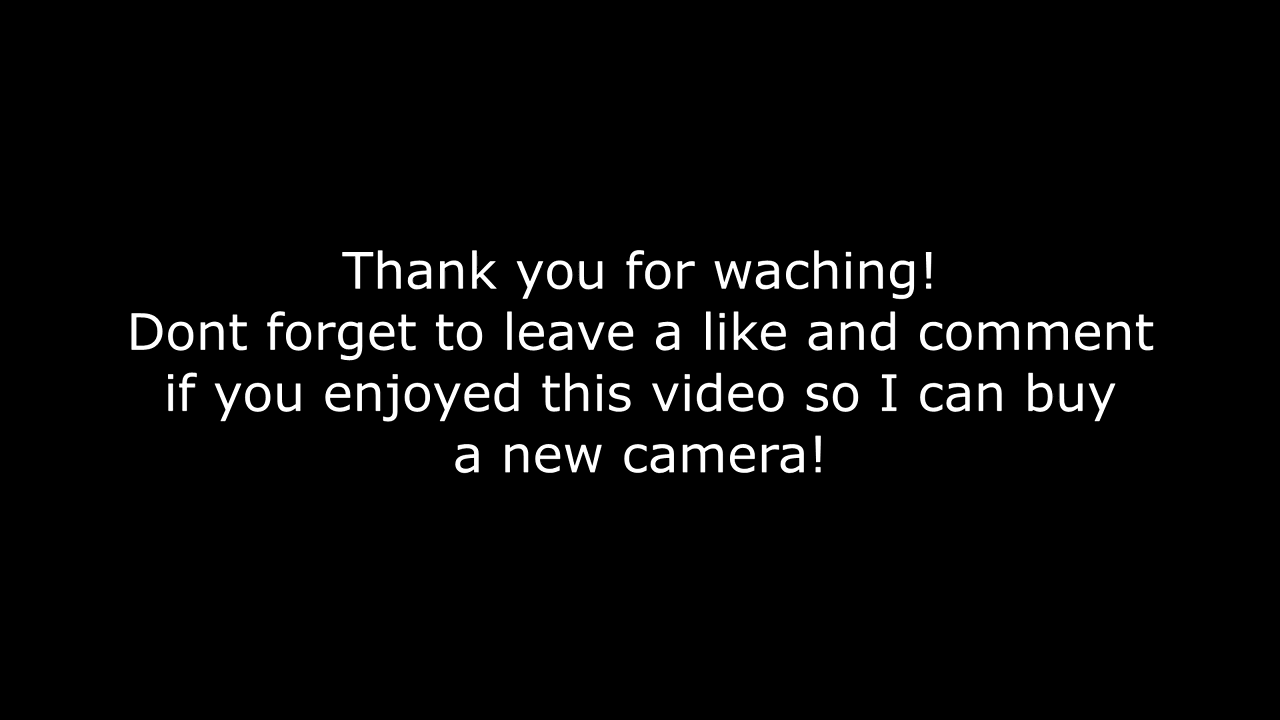 Thank you for waching!
Dont forget to leave a like and comment
if you enjoyed this video so I can buy
a new camera!